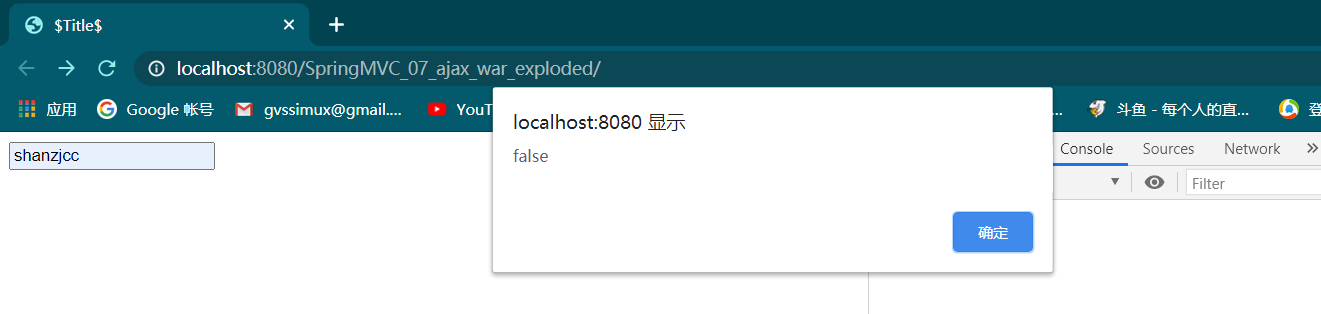 $Title$
localhost:8080/SpringMVC_07_ajax_war_exploded/
应用 Google 帐号 gvssimux@gmail.... YouT ... 斗鱼 - 每个人的直... 登
localhost:8080 显示
false
确定
shanzjcc
Console Sources Network
Filter